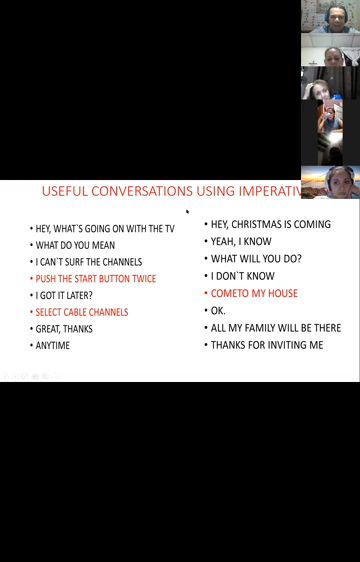 USEFUL CONVERSATIONS USING IMPERATIV
• HEY, WHAT`S GOING ON WITH THE TV
• WHAT DO YOU MEAN
• I CAN`T SURF THE CHANNELS
• PUSH THE START BUTTON TWICE
• I GOT IT LATER?
• SELECT CABLE CHANNELS
• GREAT, THANKS
• ANYTIME
• HEY, CHRISTMAS IS COMING
• YEAH, I KNOW
• WHAT WILL YOU DO?
• I DON`T KNOW
• COMETO MY HOUSE
• OK.
• ALL MY FAMILY WILL BE THERE
• THANKS FOR INVITING ME